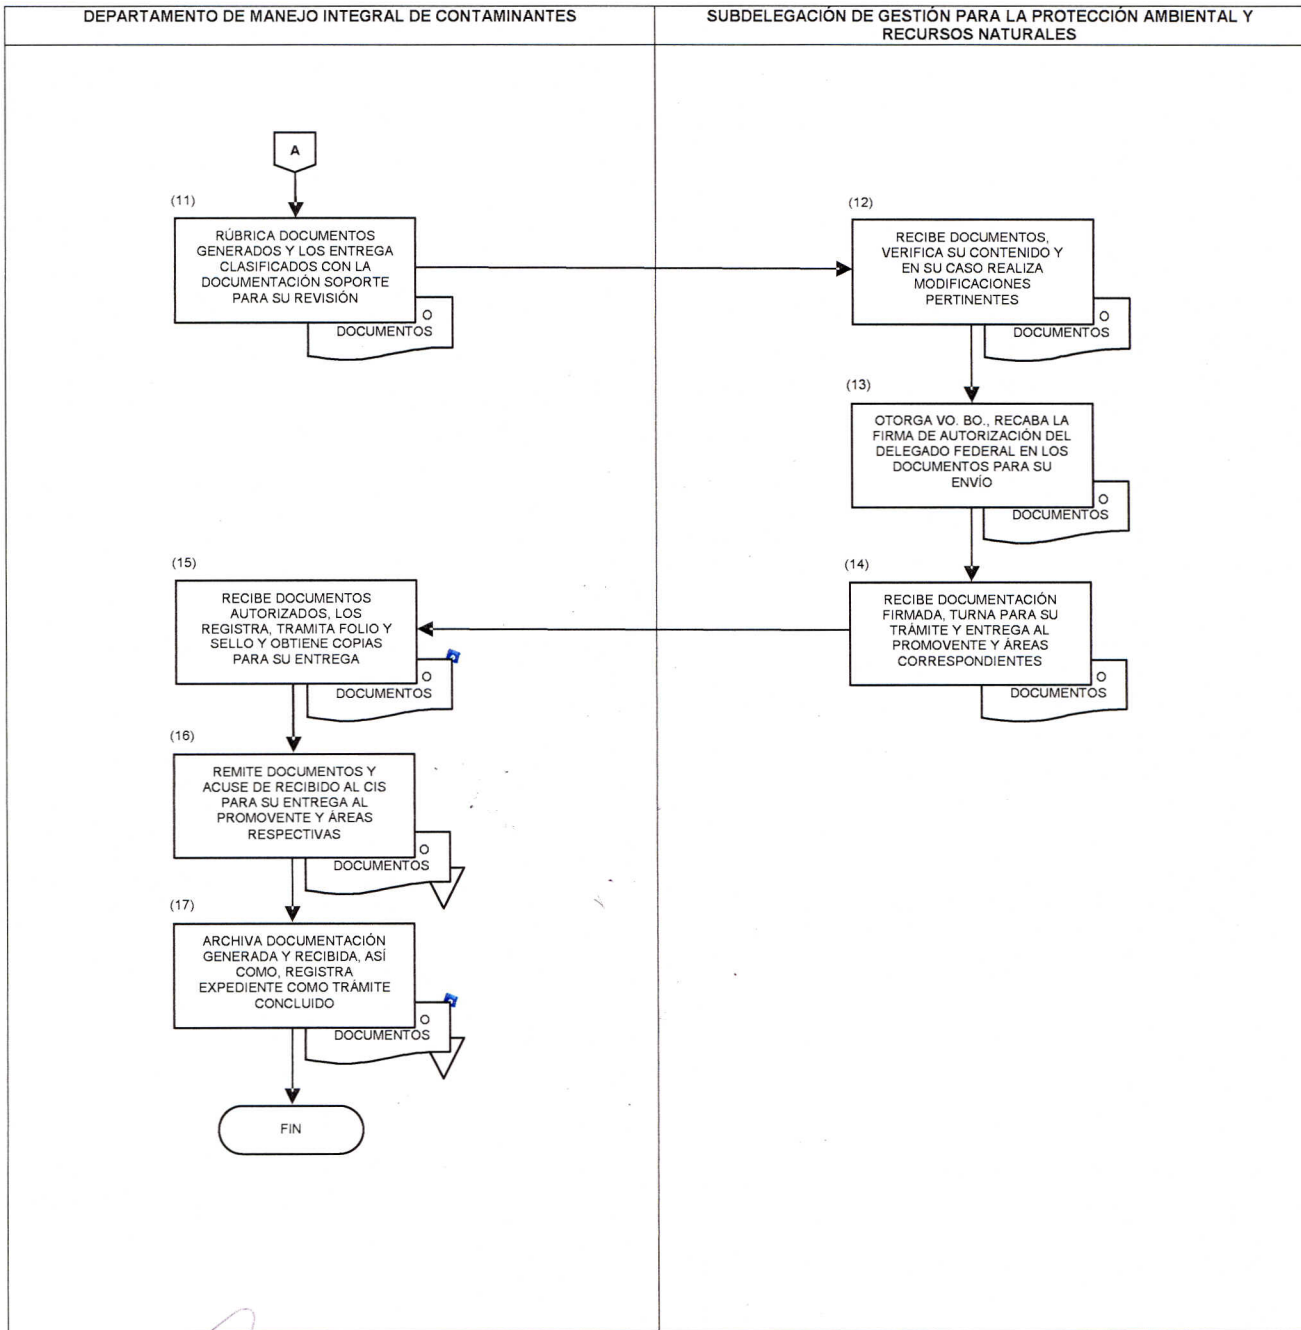 DEPARTAMENTO DE MANEJO INTEGRAL DE CONTAMINANTES
SUBDELEGACIÓN DE GESTIÓN PARA LA PROTECCIÓN AMBIENTAL Y
RECURSOS NATURALES
A
(11)
RÚBRICA DOCUMENTOS
GENERADOS Y LOS ENTREGA
CLASIFICADOS CON LA
DOCUMENTACIÓN SOPORTE
PARA SU REVISIÓN
O
DOCUMENTOS
(12)
RECIBE DOCUMENTOS,
VERIFICA SU CONTENIDO Y
EN SU CASO REALIZA
MODIFICACIONES
PERTINENTES
O
DOCUMENTOS
(13)
OTORGA VO. BO., RECABA LA
FIRMA DE AUTORIZACIÓN DEL
DELEGADO FEDERAL EN LOS
DOCUMENTOS PARA SU
ENVÍO
O
DOCUMENTOS
(14)
RECIBE DOCUMENTACIÓN
FIRMADA, TURNA PARA SU
TRÁMITE Y ENTREGA AL
PROMOVENTE Y ÁREAS
CORRESPONDIENTES
O
DOCUMENTOS
(15)
RECIBE DOCUMENTOS
AUTORIZADOS, LOS
REGISTRA, TRAMITA FOLIO Y
SELLO Y OBTIENE COPIAS
PARA SU ENTREGA
O
DOCUMENTOS
(16)
REMITE DOCUMENTOS Y
ACUSE DE RECIBIDO AL CIS
PARA SU ENTREGA AL
PROMOVENTE Y ÁREAS
RESPECTIVAS
O
DOCUMENTOS
(17)
ARCHIVA DOCUMENTACIÓN
GENERADA Y RECIBIDA, ASÍ
COMO, REGISTRA
EXPEDIENTE COMO TRÁMITE
CONCLUIDO
O
DOCUMENTOS
FIN